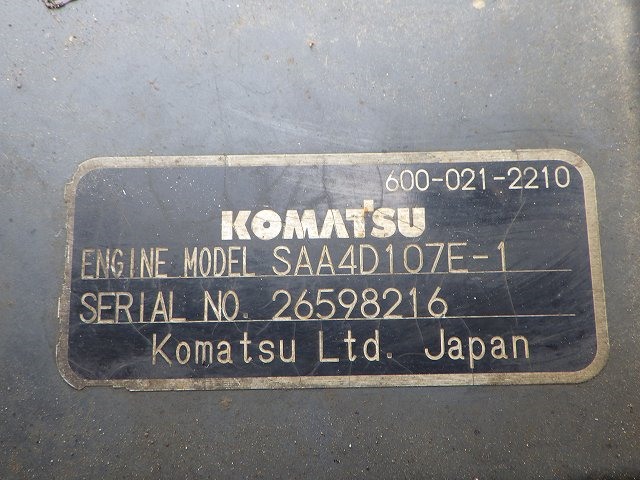 600-021-2210
KOMATSU
ENGINE MODEL SAA4D107E-1
SERIAL NO. 26598216
Komatsu Ltd. Japan